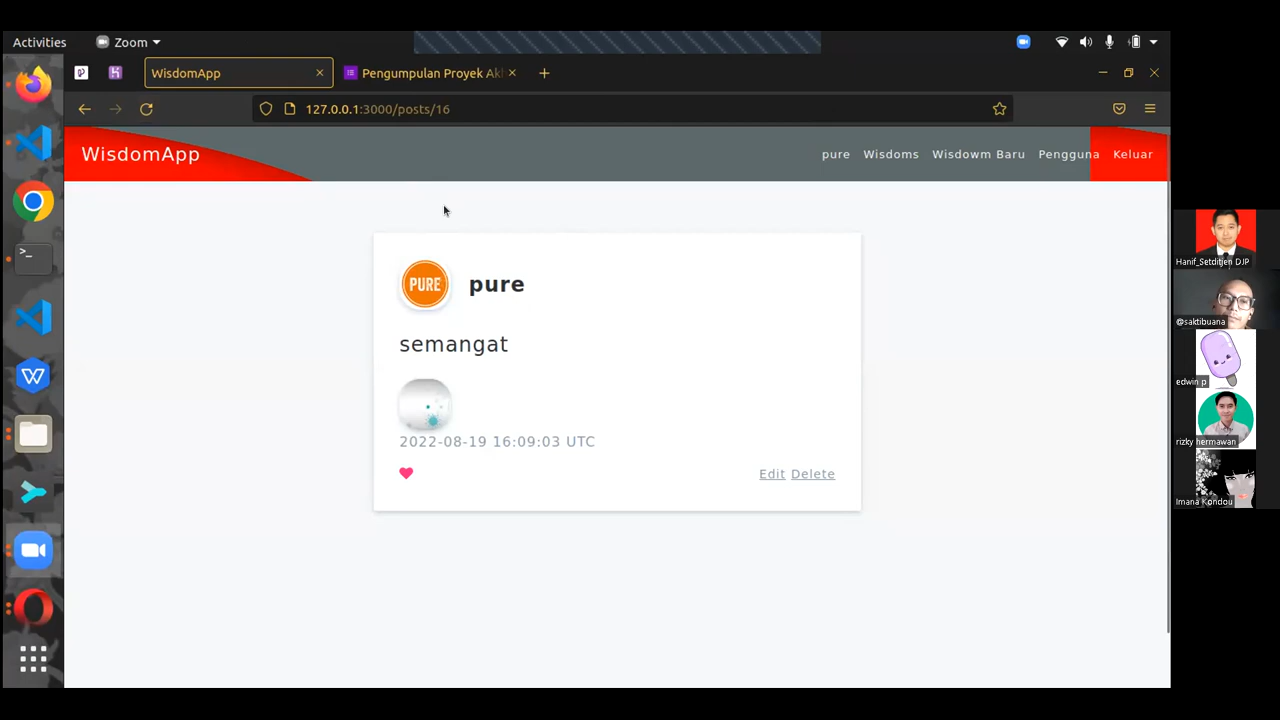 Activities
Zoom
WisdomApp
Pengumpulan Proyek Ak
127.0.0.1:3000/posts/16
WisdomApp
pure
Wisdoms
Wisdowm Baru
Pengguna
Keluar
PURE
pure
semangat
2022-08-19 16:09:03 UTC
Edit Delete
Hanif_Setditjen DJP
@saktibuana
edwin p
rizky hermawan
Imana Kondou